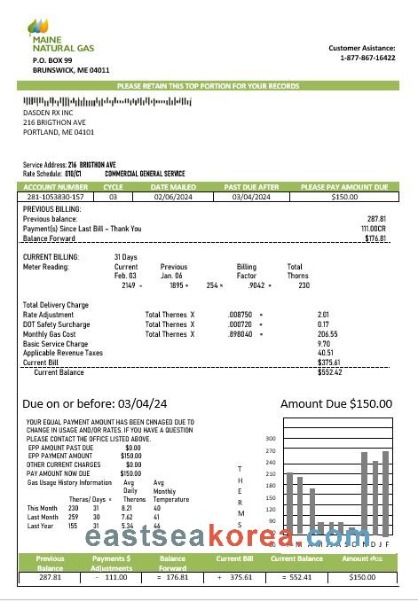 MAINE
NATURAL GAS
P.O. BOX 99
BRUNSWICK, ME 04011
Customer Asistance:
1-877-867-16422
PLEASE RETAIN THIS TOP PORTION FOR YOUR RECORDS
DASDEN RX INC
216 BRIGTHON AVE
PORTLAND, ME 04101
Service Address: 216 BRIGTHON AVE
Rate Schedule: 010/C1 COMMERCIAL GENERAL SERVICE
ACCOUNT NUMBER CYCLE DATE MAILED PAST DUE AFTER PLEASE PAY AMOUNT DUE
281-1053830-157 03 02/06/2024 03/04/2024 $150.00
PREVIOUS BILLING:
Previous balance: 287.81
Payment(s) Since Last Bill – Thank You 111.00CR
Balance Forward $176.81
CURRENT BILLING: 31 Days
Meter Reading: Current Previous Billing Total
Feb. 03 Jan. 06 Factor Thorns
2149 - 1895 = 254 × .9042 = 230
Total Delivery Charge
Rate Adjustment Total Thermes X .008750 = 2.01
DOT Safety Surcharge Total Thermes X .000720 = 0.17
Monthly Gas Cost Total Thermes X .898040 = 206.55
Basic Service Charge 9.70
Applicable Revenue Taxes 40.51
Current Bill $375.61
Current Balance $552.42
Due on or before: 03/04/24 Amount Due $150.00
YOUR EQUAL PAYMENT AMOUNT HAS BEEN CHNAGED DUE TO
CHANGE IN USAGE AND/OR RATES. IF YOU HAVE A QUESTION
PLEASE CONTACT THE OFFICE LISTED ABOVE.
EPP AMOUNT PAST DUE $0.00
EPP PAYMENT $150.00
OTHER CURRENT CHARGES $0.00
PAY AMOUNT NOW DUE $150.00
Gas Usage History Information Avg Avg
Daily Monthly
Theras/ Days = Therens Temperature
This Month 230 31 8.21 40
Last Month 259 30 7.62 41
Last Year 155 31 5.34 46
T
H
E
R
M
S
300
270
240
210
180
150
120
90
J F
eastseakorea.com
Previous Balance Payments $ Adjustments Balance Forward Current Bill Current Balance Amount due
287.81 - 111.00 = 176.81 + 375.61 = 552.41 $150.00